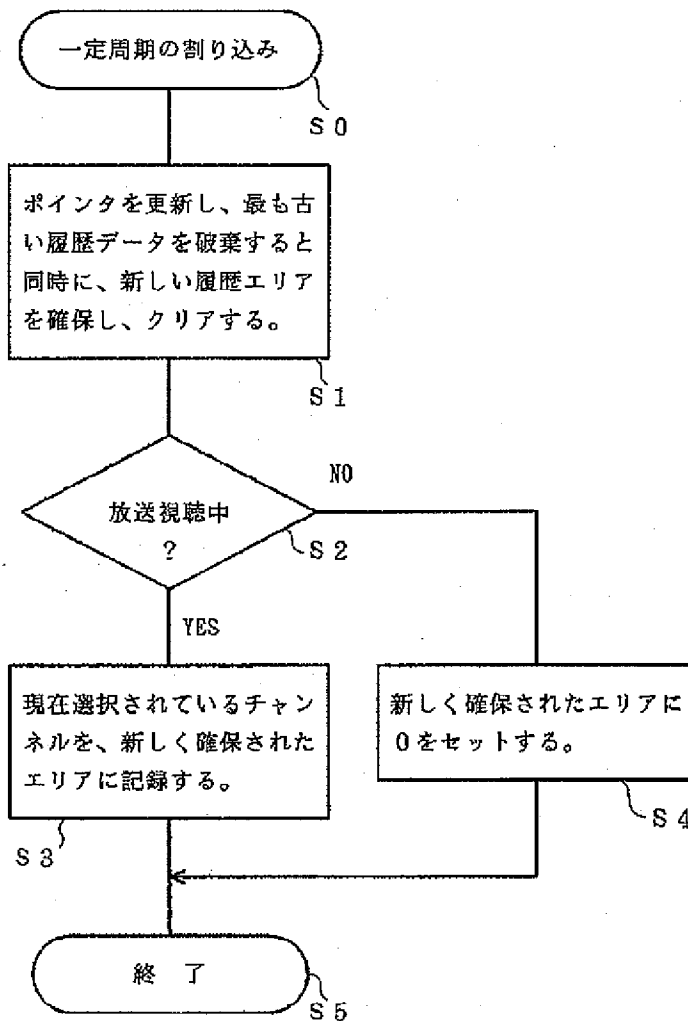 一定周期の割り込み
S0
ポインタを更新し、最も古
い履歴データを破棄すると
同時に、新しい履歴エリア
を確保し、クリアする。
S1
放送視聴中
?
S2
NO
YES
現在選択されているチャン
ネルを、新しく確保された
エリアに記録する。
S3
新しく確保されたエリアに
0をセットする。
S4
終 了
S5